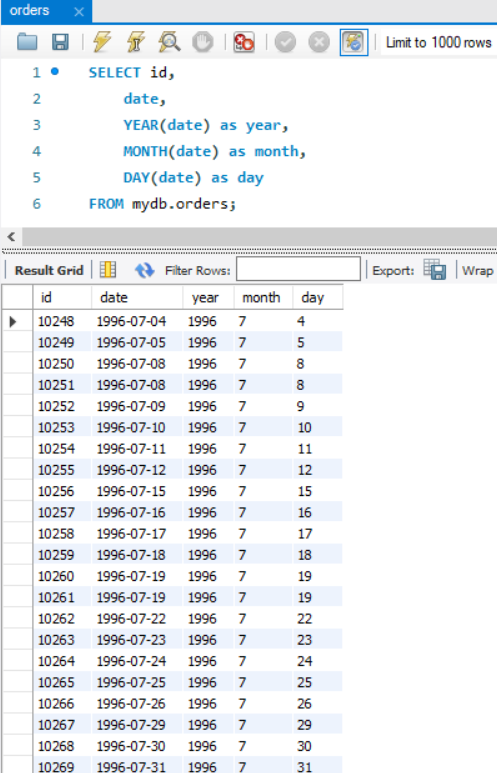 orders
Limit to 1000 rows
1 SELECT id,
2 date,
3 YEAR(date) as year,
4 MONTH(date) as month,
5 DAY(date) as day
6 FROM mydb.orders;
Result Grid Filter Rows: Export: Wrap
id date year month day
10248 1996-07-04 1996 7 4
10249 1996-07-05 1996 7 5
10250 1996-07-08 1996 7 8
10251 1996-07-08 1996 7 8
10252 1996-07-09 1996 7 9
10253 1996-07-10 1996 7 10
10254 1996-07-11 1996 7 11
10255 1996-07-12 1996 7 12
10256 1996-07-15 1996 7 15
10257 1996-07-16 1996 7 16
10258 1996-07-17 1996 7 17
10259 1996-07-18 1996 7 18
10260 1996-07-19 1996 7 19
10261 1996-07-19 1996 7 19
10262 1996-07-22 1996 7 22
10263 1996-07-23 1996 7 23
10264 1996-07-24 1996 7 24
10265 1996-07-25 1996 7 25
10266 1996-07-26 1996 7 26
10267 1996-07-29 1996 7 29
10268 1996-07-30 1996 7 30
10269 1996-07-31 1996 7 31